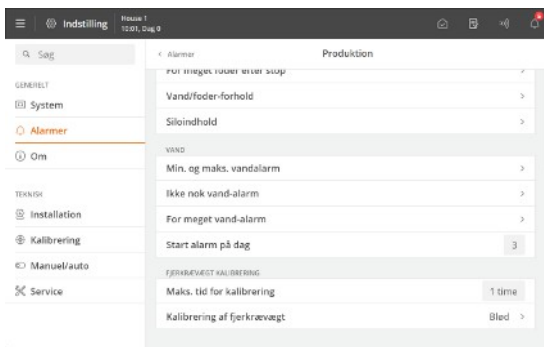 Indstilling
House 1
15:01, Dag 0
Søg
GENERELT
System
Alarmer
Om
TEKNISK
Installation
Kalibrering
Manuel/auto
Service
< Alarmer
Produktion
For meget foder efter stop
Vand/foder-forhold
Siloindhold
VAND
Min. og maks. vandalarm
Ikke nok vand-alarm
For meget vand-alarm
Start alarm på dag 3
FJERKRÆVÆGT KALIBRERING
Maks. tid for kalibrering 1 time
Kalibrering af fjerkrævægt Blød